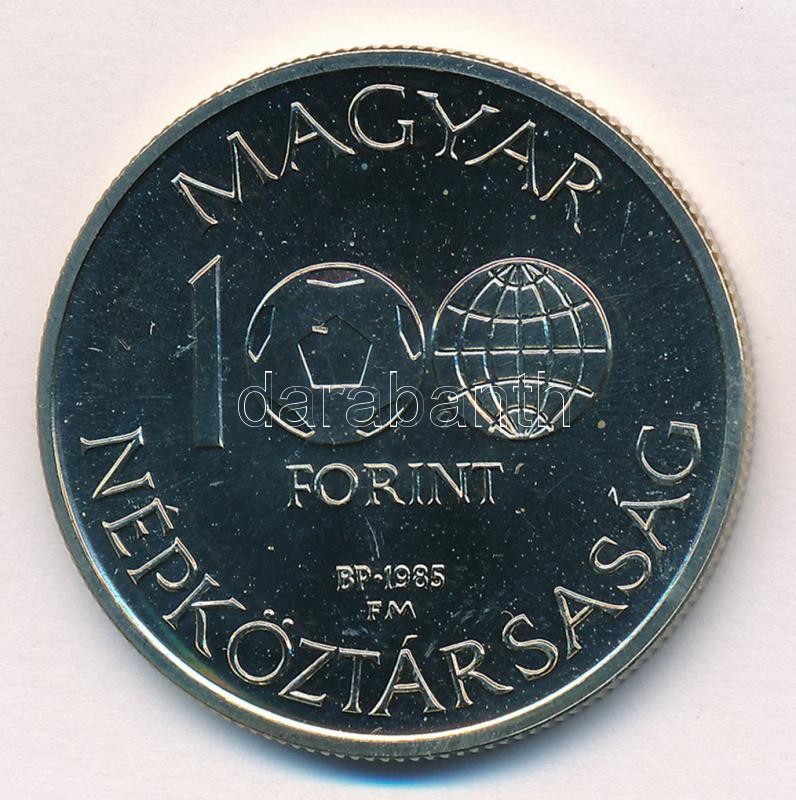 MAGYAR
100
FORINT
BP·1985
FM
NÉPKÖZTÁRSASÁG
darabanth